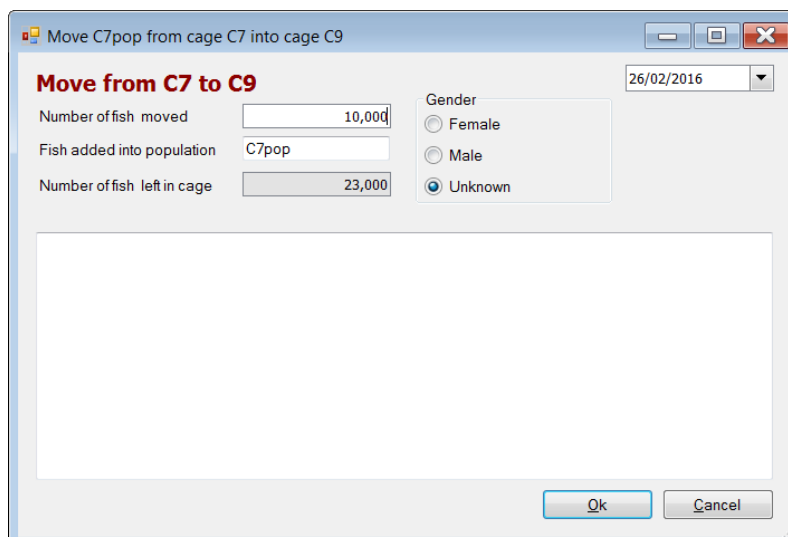 Move C7pop from cage C7 into cage C9
Move from C7 to C9
26/02/2016
Number of fish moved 10,000
Gender
Female
Fish added into population C7pop
Male
Number of fish left in cage 23,000
Unknown
Ok Cancel